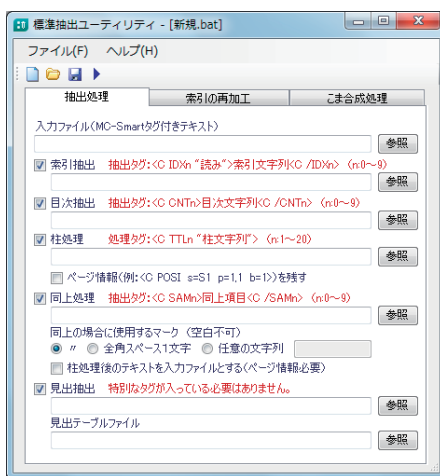 標準抽出ユーティリティ - [新規.bat]
ファイル(F) ヘルプ(H)
抽出処理 索引の再加工 こま合成処理
入力ファイル(MC-Smartタグ付きテキスト)
参照
索引抽出 抽出タグ:<C IDXn "読み">索引文字列<C /IDXn> (n:0～9)
参照
目次抽出 抽出タグ:<C CNTn>目次文字列<C /CNTn> (n:0～9)
参照
柱処理 処理タグ:<C TTLn "柱文字列"> (n:1～20)
参照
ページ情報(例:<C POSI s=S1 p=1,1 b=1>)を残す
同上処理 抽出タグ:<C SAMn>同上項目<C /SAMn> (n:0～9)
参照
同上の場合に使用するマーク (空白不可)
〃 全角スペース1文字 任意の文字列
柱処理後のテキストを入力ファイルとする(ページ情報必要)
見出抽出 特別なタグが入っている必要はありません。
参照
見出テーブルファイル
参照